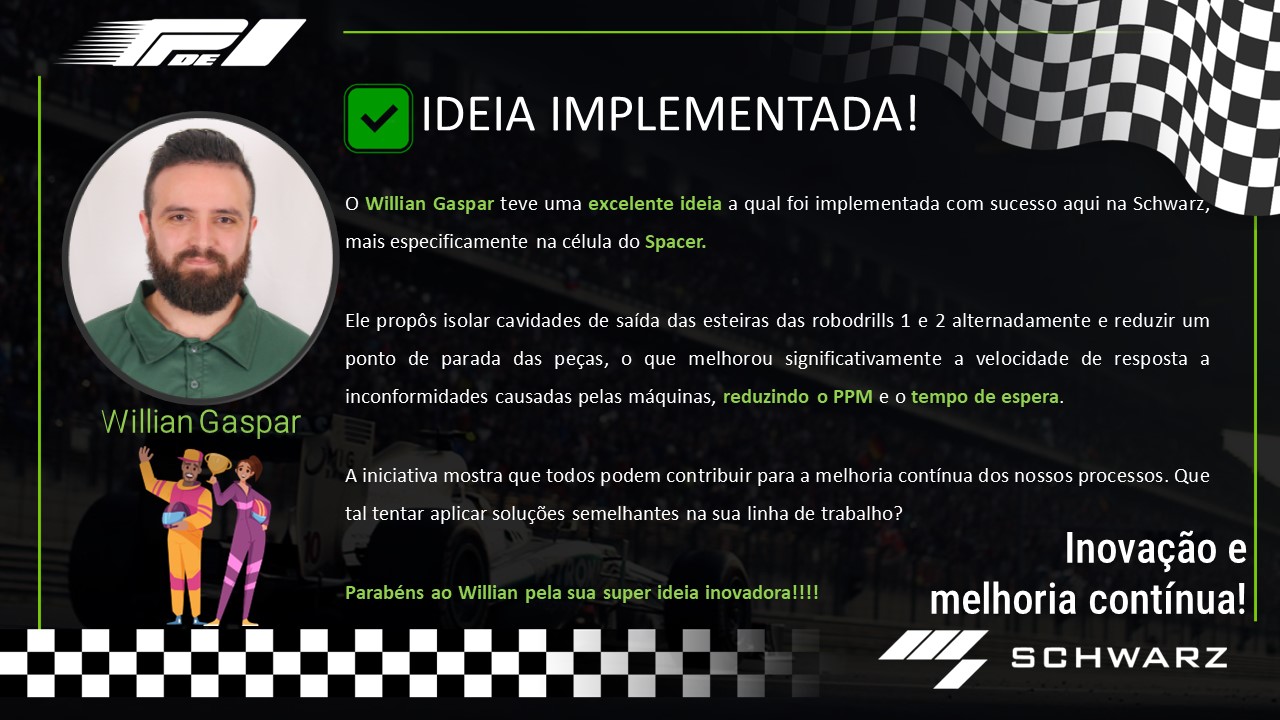 P DE I
IDEIA IMPLEMENTADA!
O Willian Gaspar teve uma excelente ideia a qual foi implementada com sucesso aqui na Schwarz,
mais especificamente na célula do Spacer.
Ele propôs isolar cavidades de saída das esteiras das robodrills 1 e 2 alternadamente e reduzir um
ponto de parada das peças, o que melhorou significativamente a velocidade de resposta a
inconformidades causadas pelas máquinas, reduzindo o PPM e o tempo de espera.
Willian Gaspar
A iniciativa mostra que todos podem contribuir para a melhoria contínua dos nossos processos. Que
tal tentar aplicar soluções semelhantes na sua linha de trabalho?
Parabéns ao Willian pela sua super ideia inovadora!!!!
Inovação e
melhoria contínua!
SCHWARZ